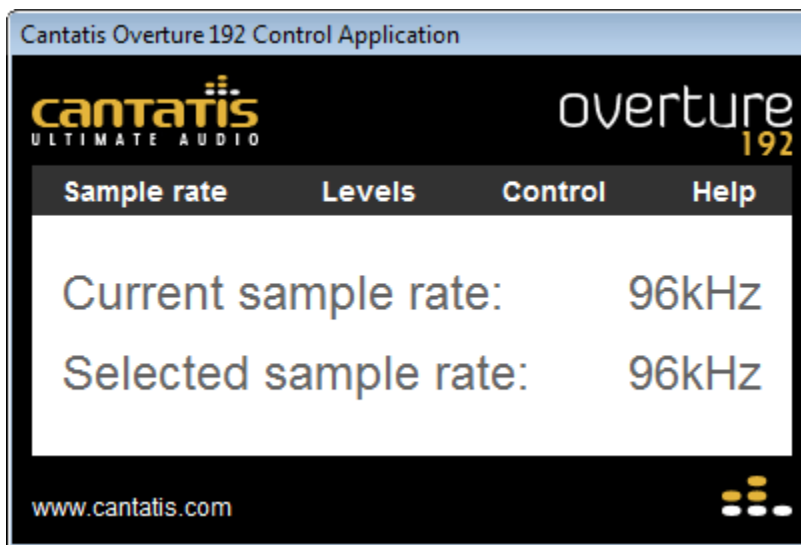 Cantatis Overture 192 Control Application
cantatis
ULTIMATE AUDIO
overture
192
Sample rate Levels Control Help
Current sample rate: 96kHz
Selected sample rate: 96kHz
www.cantatis.com